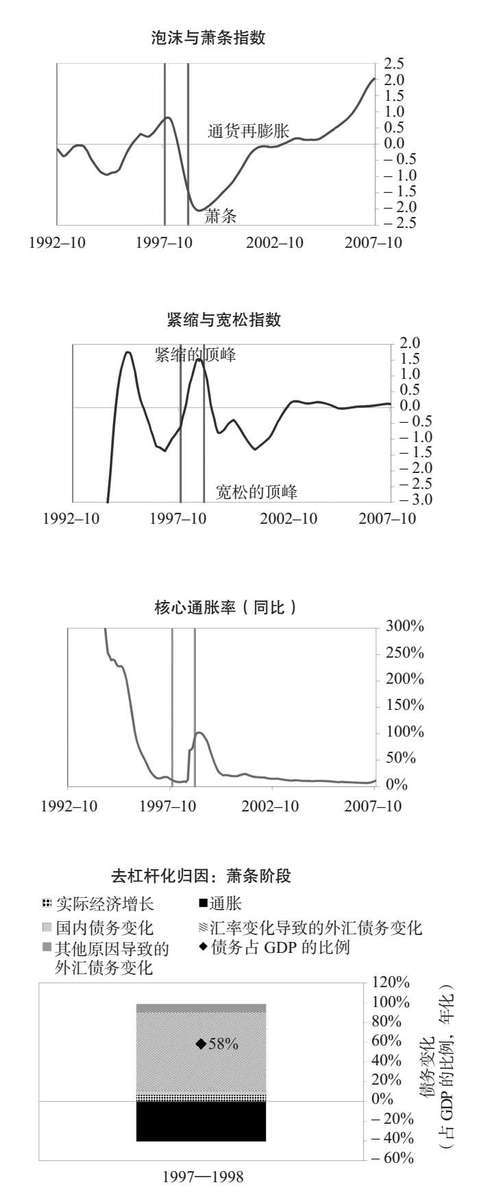 泡沫与萧条指数
2.5
2.0
1.5
1.0
0.5
0.0
－0.5
－1.0
－1.5
－2.0
－2.5
通货再膨胀
萧条
1992–10 1997–10 2002–10 2007–10
紧缩与宽松指数
2.0
1.5
1.0
0.5
0.0
－0.5
－1.0
－1.5
－2.0
－2.5
－3.0
紧缩的顶峰
宽松的顶峰
1992–10 1997–10 2002–10 2007–10
核心通胀率（同比）
300%
250%
200%
150%
100%
50%
0%
1992–10 1997–10 2002–10 2007–10
去杠杆化归因：萧条阶段
实际经济增长 通胀
国内债务变化 汇率变化导致的外汇债务变化
其他原因导致的 债务占 GDP 的比例
外汇债务变化
120%
100%
80%
60%
40%
20%
0%
－20%
－40%
－60%
58%
债务变化
（占 GDP 的比例，年化）
1997—1998